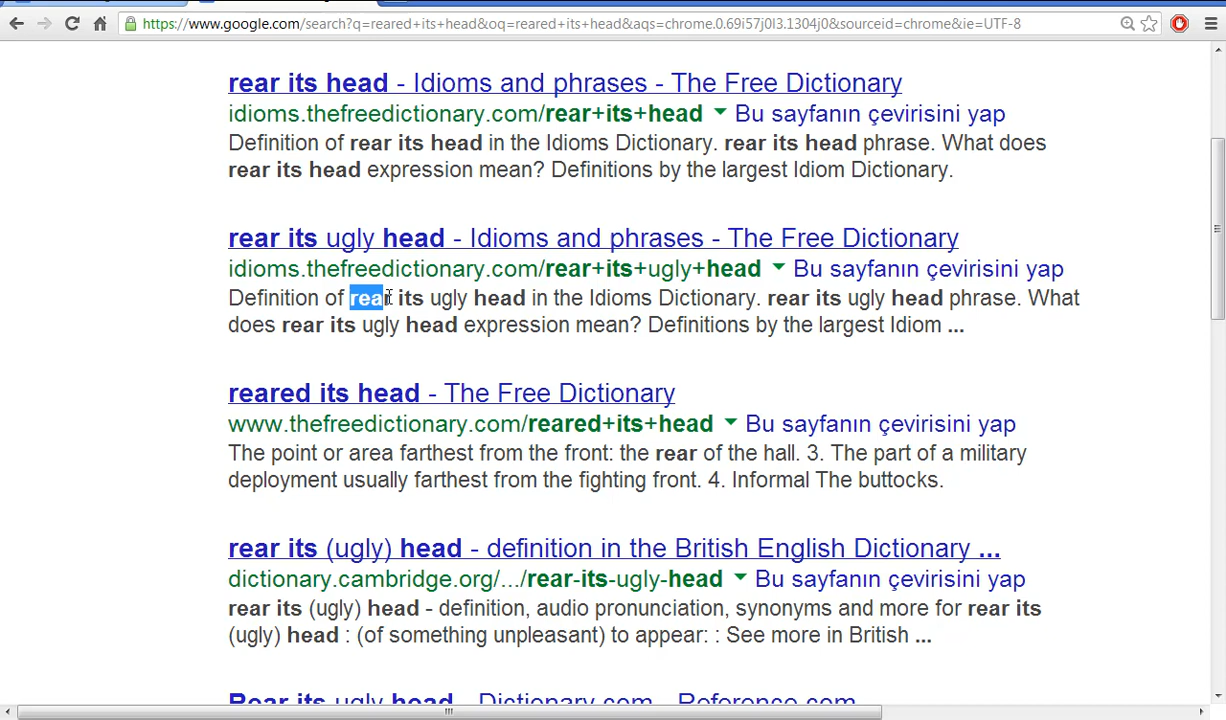 https://www.google.com/search?q=reared+its+head&oq=reared+its+head&aqs=chrome.0.69i57j0l3.1304j0&sourceid=chrome&ie=UTF-8
rear its head - Idioms and phrases - The Free Dictionary
idioms.thefreedictionary.com/rear+its+head Bu sayfanın çevirisini yap
Definition of rear its head in the Idioms Dictionary. rear its head phrase. What does
rear its head expression mean? Definitions by the largest Idiom Dictionary.
rear its ugly head - Idioms and phrases - The Free Dictionary
idioms.thefreedictionary.com/rear+its+ugly+head Bu sayfanın çevirisini yap
Definition of rear its ugly head in the Idioms Dictionary. rear its ugly head phrase. What
does rear its ugly head expression mean? Definitions by the largest Idiom ...
reared its head - The Free Dictionary
www.thefreedictionary.com/reared+its+head Bu sayfanın çevirisini yap
The point or area farthest from the front: the rear of the hall. 3. The part of a military
deployment usually farthest from the fighting front. 4. Informal The buttocks.
rear its (ugly) head - definition in the British English Dictionary ...
dictionary.cambridge.org/.../rear-its-ugly-head Bu sayfanın çevirisini yap
rear its (ugly) head - definition, audio pronunciation, synonyms and more for rear its
(ugly) head : (of something unpleasant) to appear: : See more in British ...
Rear its ugly head - Dictionary.com - Reference.com